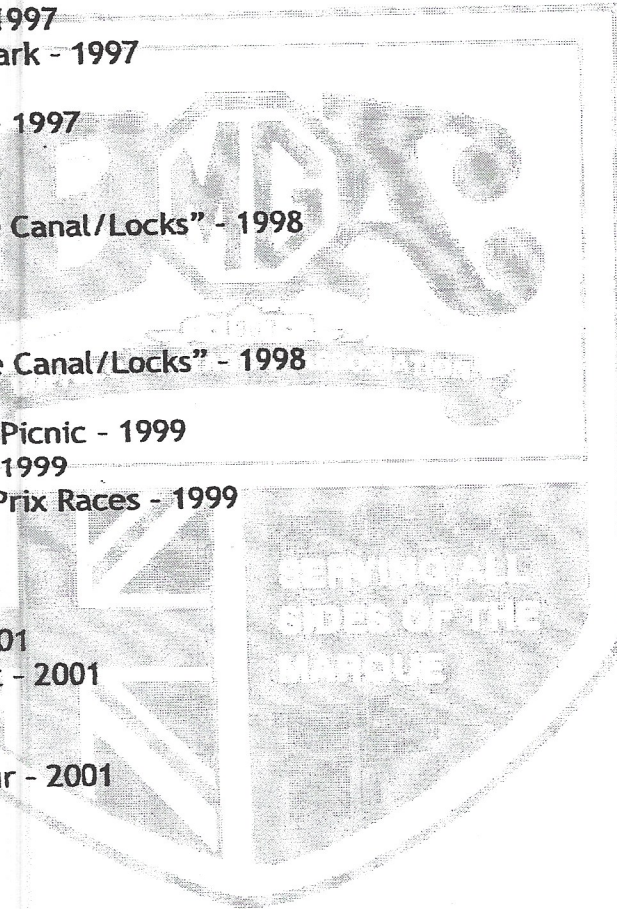 1997
ark - 1997
1997
MG
Canal/Locks” - 1998
e Canal/Locks” - 1998
Picnic - 1999
1999
Prix Races - 1999
SERVING ALL
SIDES OF THE
MARQUE
01
- 2001
r - 2001